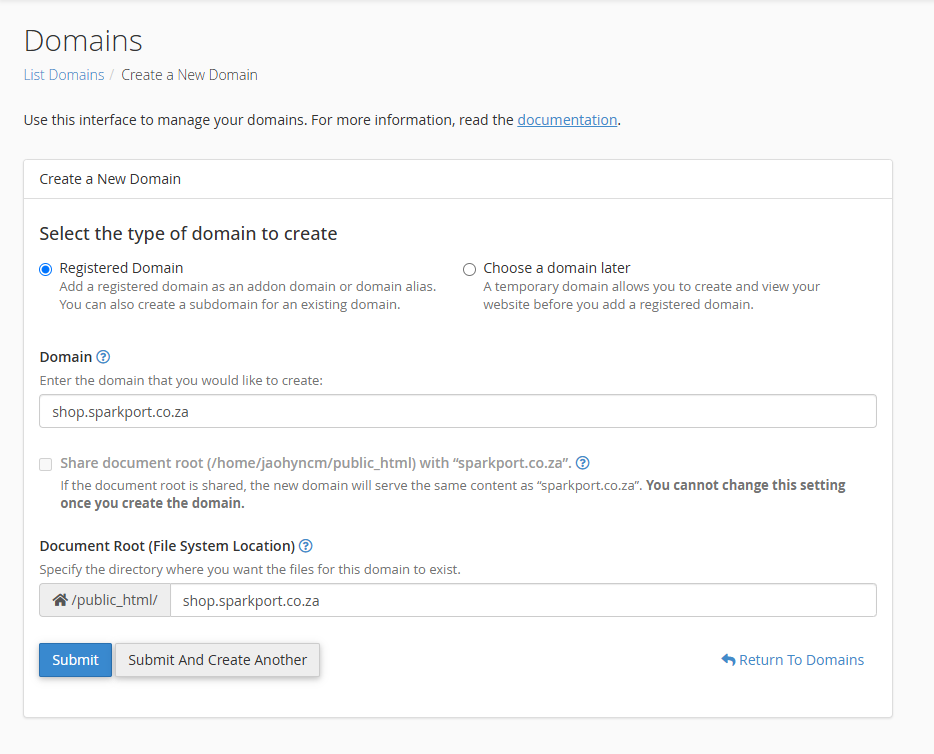 Domains
List Domains / Create a New Domain
Use this interface to manage your domains. For more information, read the documentation.
Create a New Domain
Select the type of domain to create
Registered Domain
Add a registered domain as an addon domain or domain alias.
You can also create a subdomain for an existing domain.
Choose a domain later
A temporary domain allows you to create and view your
website before you add a registered domain.
Domain ?
Enter the domain that you would like to create:
shop.sparkport.co.za
Share document root (/home/jaohyncm/public_html) with “sparkport.co.za”. ?
If the document root is shared, the new domain will serve the same content as “sparkport.co.za”. You cannot change this setting
once you create the domain.
Document Root (File System Location) ?
Specify the directory where you want the files for this domain to exist.
/public_html/ shop.sparkport.co.za
Submit Submit And Create Another Return To Domains